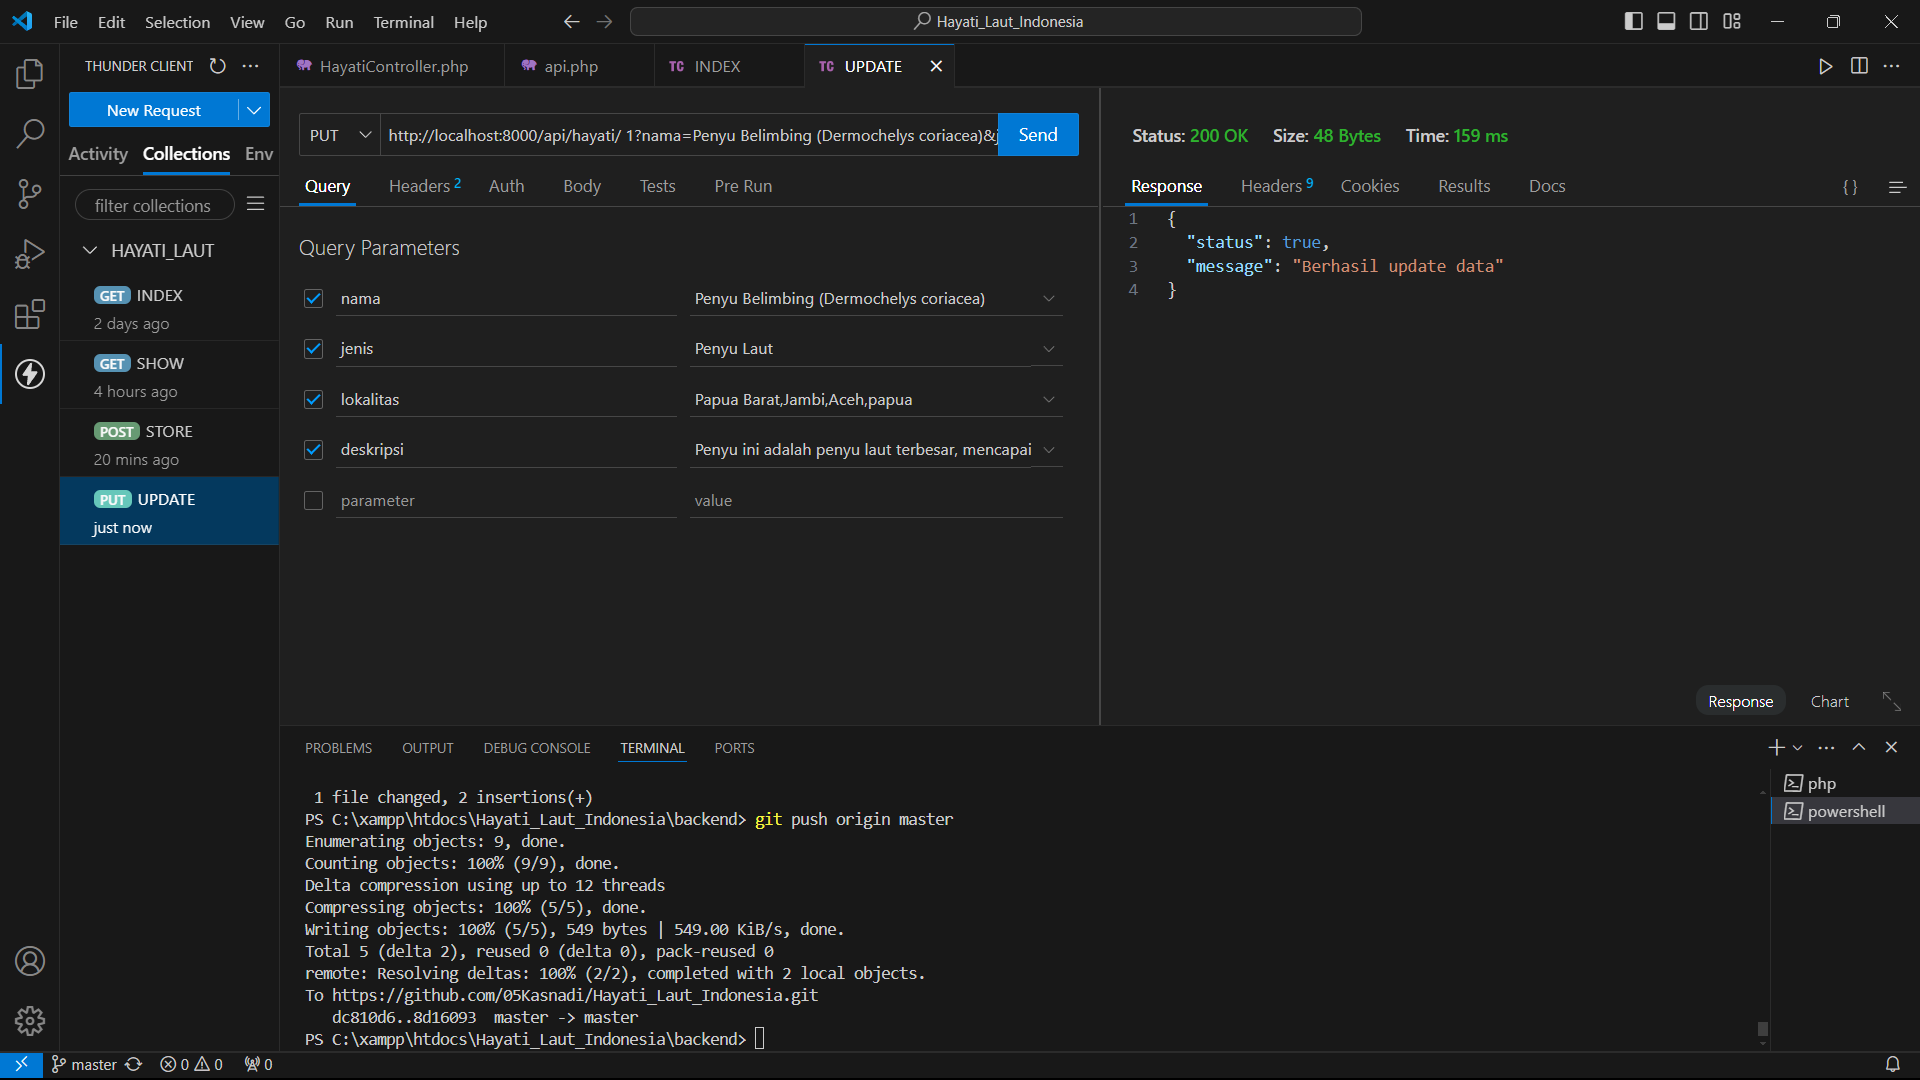 File Edit Selection View Go Run Terminal Help
Hayati_Laut_Indonesia
THUNDER CLIENT
New Request
Activity Collections Env
filter collections
HAYATI_LAUT
GET INDEX
2 days ago
GET SHOW
4 hours ago
POST STORE
20 mins ago
PUT UPDATE
just now
HayatiController.php
api.php
TC INDEX
TC UPDATE
PUT
http://localhost:8000/api/hayati/ 1?nama=Penyu Belimbing (Dermochelys coriacea)&j
Send
Query Headers 2 Auth Body Tests Pre Run
Query Parameters
nama Penyu Belimbing (Dermochelys coriacea)
jenis Penyu Laut
lokalitas Papua Barat,Jambi,Aceh,papua
deskripsi Penyu ini adalah penyu laut terbesar, mencapai
parameter value
Status: 200 OK Size: 48 Bytes Time: 159 ms
Response Headers 9 Cookies Results Docs
{}
1 {
2 "status": true,
3 "message": "Berhasil update data"
4 }
Response Chart
PROBLEMS OUTPUT DEBUG CONSOLE TERMINAL PORTS
1 file changed, 2 insertions(+)
PS C:\xampp\htdocs\Hayati_Laut_Indonesia\backend> git push origin master
Enumerating objects: 9, done.
Counting objects: 100% (9/9), done.
Delta compression using up to 12 threads
Compressing objects: 100% (5/5), done.
Writing objects: 100% (5/5), 549 bytes | 549.00 KiB/s, done.
Total 5 (delta 2), reused 0 (delta 0), pack-reused 0
remote: Resolving deltas: 100% (2/2), completed with 2 local objects.
To https://github.com/05Kasnadi/Hayati_Laut_Indonesia.git
dc810d6..8d16093 master -> master
PS C:\xampp\htdocs\Hayati_Laut_Indonesia\backend>
php
powershell
master 0 0 0